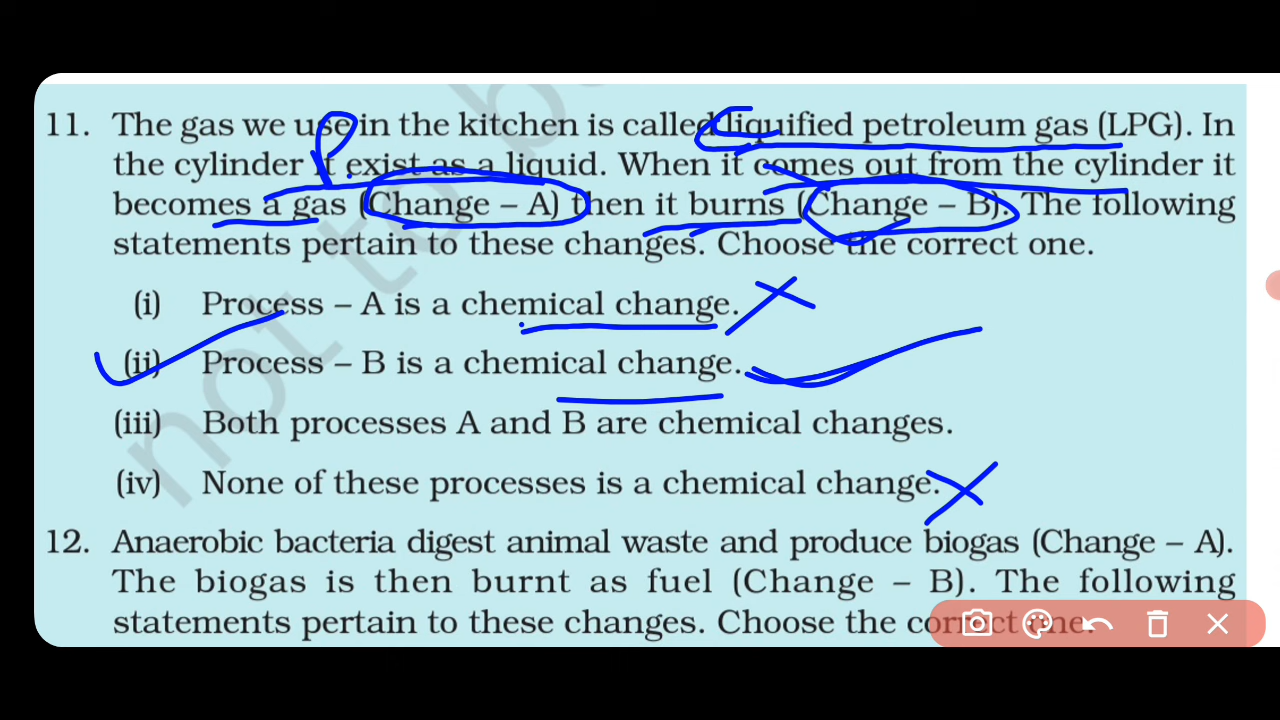 11. The gas we use in the kitchen is called liquified petroleum gas (LPG). In
the cylinder it exist as a liquid. When it comes out from the cylinder it
becomes a gas (Change – A) then it burns (Change – B). The following
statements pertain to these changes. Choose the correct one.
(i) Process – A is a chemical change.
(ii) Process – B is a chemical change.
(iii) Both processes A and B are chemical changes.
(iv) None of these processes is a chemical change.
12. Anaerobic bacteria digest animal waste and produce biogas (Change – A).
The biogas is then burnt as fuel (Change – B). The following
statements pertain to these changes. Choose the correct one.
not to b